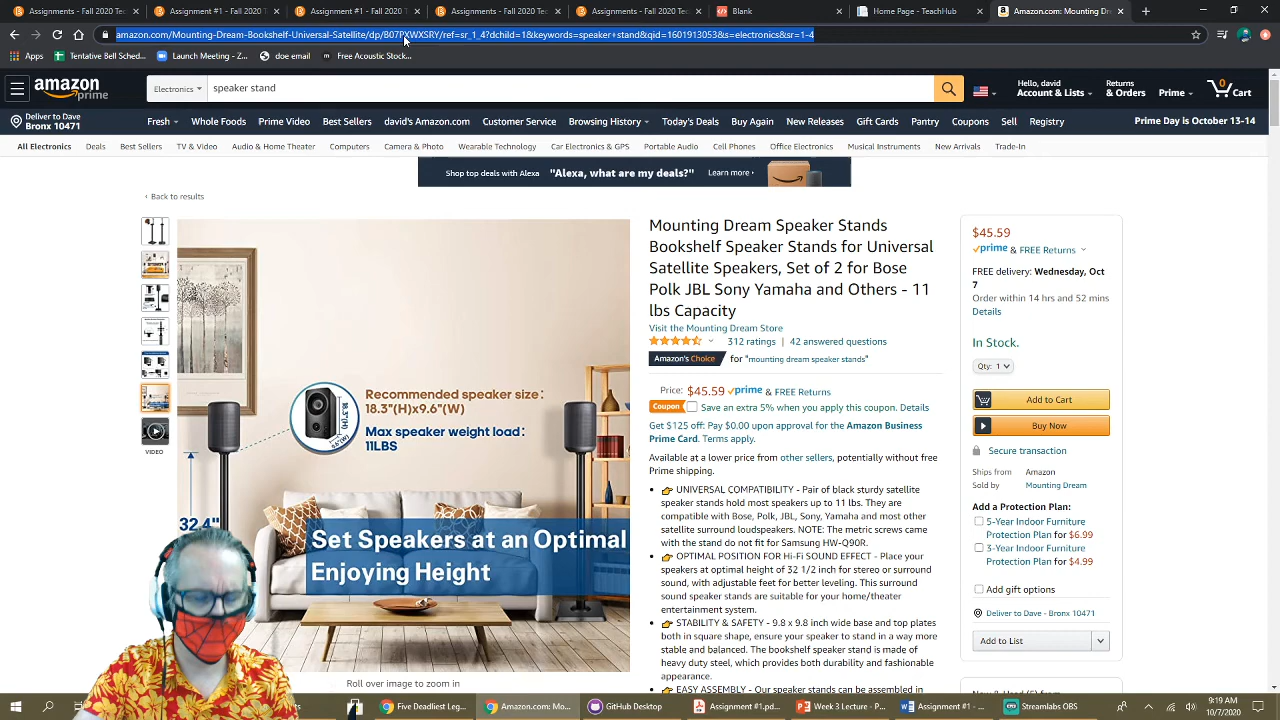 Assignments - Fall 2020 Tec
Assignment #1 - Fall 2020 T
Assignment #1 - Fall 2020 T
Assignments - Fall 2020 Tec
Assignments - Fall 2020 Tec
Blank
Home Page - TeachHub
Amazon.com: Mounting Dre
amazon.com/Mounting-Dream-Bookshelf-Universal-Satellite/dp/B07PXWXSRY/ref=sr_1_4?dchild=1&keywords=speaker+stand&qid=1601913053&s=electronics&sr=1-4
Apps
Tentative Bell Sched...
Launch Meeting - Z...
doe email
Free Acoustic Stock...
amazon prime
Electronics
speaker stand
Hello, david
Account & Lists
Returns
& Orders
Prime
0
Cart
Deliver to Dave
Bronx 10471
Fresh
Whole Foods
Prime Video
Best Sellers
david's Amazon.com
Customer Service
Browsing History
Today's Deals
Buy Again
New Releases
Gift Cards
Pantry
Coupons
Sell
Registry
Prime Day is October 13-14
All Electronics
Deals
Best Sellers
TV & Video
Audio & Home Theater
Computers
Camera & Photo
Wearable Technology
Car Electronics & GPS
Portable Audio
Cell Phones
Office Electronics
Musical Instruments
New Arrivals
Trade-In
Shop top deals with Alexa
"Alexa, what are my deals?"
Learn more ›
‹ Back to results
Recommended speaker size:
18.3"(H)x9.6"(W)
Max speaker weight load:
11LBS
32.4"
Set Speakers at an Optimal
Enjoying Height
VIDEO
Roll over image to zoom in
Mounting Dream Speaker Stands
Bookshelf Speaker Stands for Universal
Satellite Speakers, Set of 2 for Bose
Polk JBL Sony Yamaha and Others - 11
lbs Capacity
Visit the Mounting Dream Store
312 ratings | 42 answered questions
Amazon's Choice for "mounting dream speaker stands"
Price: $45.59 prime & FREE Returns
Coupon Save an extra 5% when you apply this coupon. Details
Get $125 off: Pay $0.00 upon approval for the Amazon Business
Prime Card. Terms apply.
Available at a lower price from other sellers, potentially without free
Prime shipping.
• 👉 UNIVERSAL COMPATIBILITY - Pair of black sturdy satellite
speaker stands hold most speakers up to 11 lbs. They are
compatible with Bose, Polk, JBL, Sony, Yamaha and most other
satellite surround loudspeakers. NOTE: The metric screws came
with the stand do not fit for Samsung HW-Q90R.
• 👉 OPTIMAL POSITION FOR Hi-Fi SOUND EFFECT - Place your
speakers at optimal height of 32 1/2 inch for stereo or surround
sound, with adjustable feet for better leveling. This surround
sound speaker stands are suitable for your home/theater
entertainment system.
• 👉 STABILITY & SAFETY - 9.8 x 9.8 inch wide base and top plates
both in square shape, ensure your speaker to stand in a way more
stable and balanced. The bookshelf speaker stand is made of
heavy duty steel, which provides both durability and fashionable
appearance.
• 👉 EASY ASSEMBLY - Our speaker stands can be assembled in
$45.59
prime & FREE Returns
FREE delivery: Wednesday, Oct
7
Order within 14 hrs and 52 mins
Details
In Stock.
Qty: 1
Add to Cart
Buy Now
Secure transaction
Ships from Amazon
Sold by Mounting Dream
Add a Protection Plan:
5-Year Indoor Furniture
Protection Plan for $6.99
3-Year Indoor Furniture
Protection Plan for $4.99
Add gift options
Deliver to Dave - Bronx 10471
Add to List
Five Deadliest Leg...
Amazon.com: Mo...
GitHub Desktop
Assignment #1.pd...
Week 3 Lecture - P...
Assignment #1 - ...
Streamlabs OBS
9:19 AM
10/7/2020